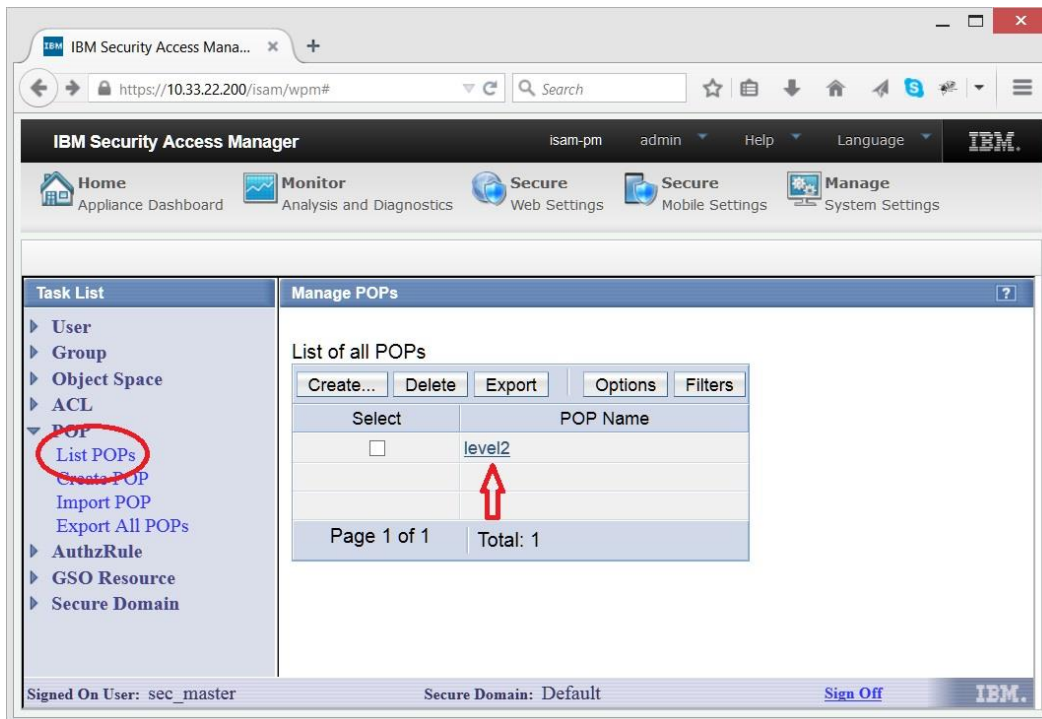 IBM IBM Security Access Mana...
https://10.33.22.200/isam/wpm#
Search
IBM Security Access Manager
isam-pm admin Help Language IBM.
Home
Appliance Dashboard
Monitor
Analysis and Diagnostics
Secure
Web Settings
Secure
Mobile Settings
Manage
System Settings
Task List
User
Group
Object Space
ACL
POP
List POPs
Create POP
Import POP
Export All POPs
AuthzRule
GSO Resource
Secure Domain
Manage POPs ?
List of all POPs
Create... Delete Export Options Filters
Select POP Name
level2
Page 1 of 1 Total: 1
Signed On User: sec_master Secure Domain: Default Sign Off IBM.